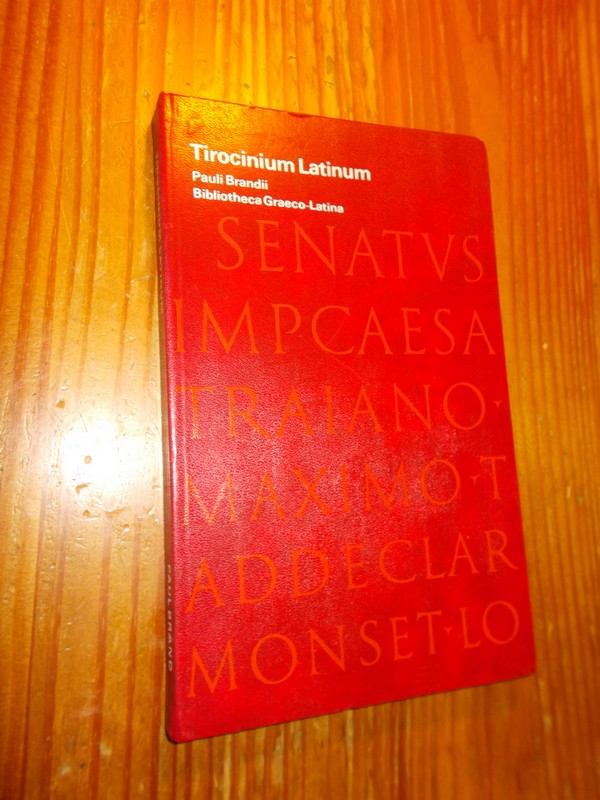 Tirocinium Latinum
Pauli Brandii
Bibliotheca Graeco-Latina
SENATVS
IMPCAESA
TRAIANO·
MAXIMO·T
ADDECLAR
MONSET·LO
PAUL BRAND